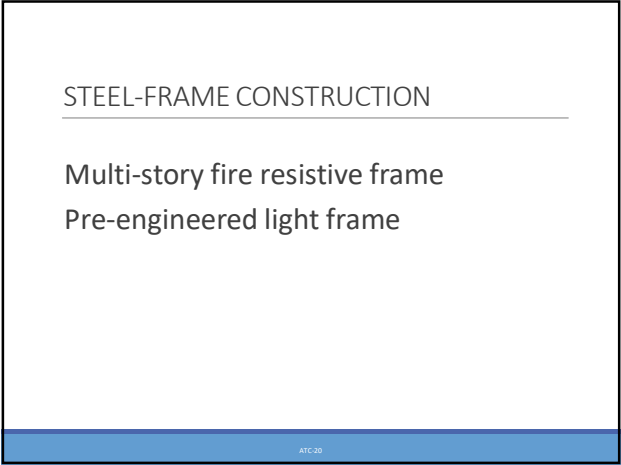 STEEL-FRAME CONSTRUCTION
Multi-story fire resistive frame
Pre-engineered light frame
ATC-20